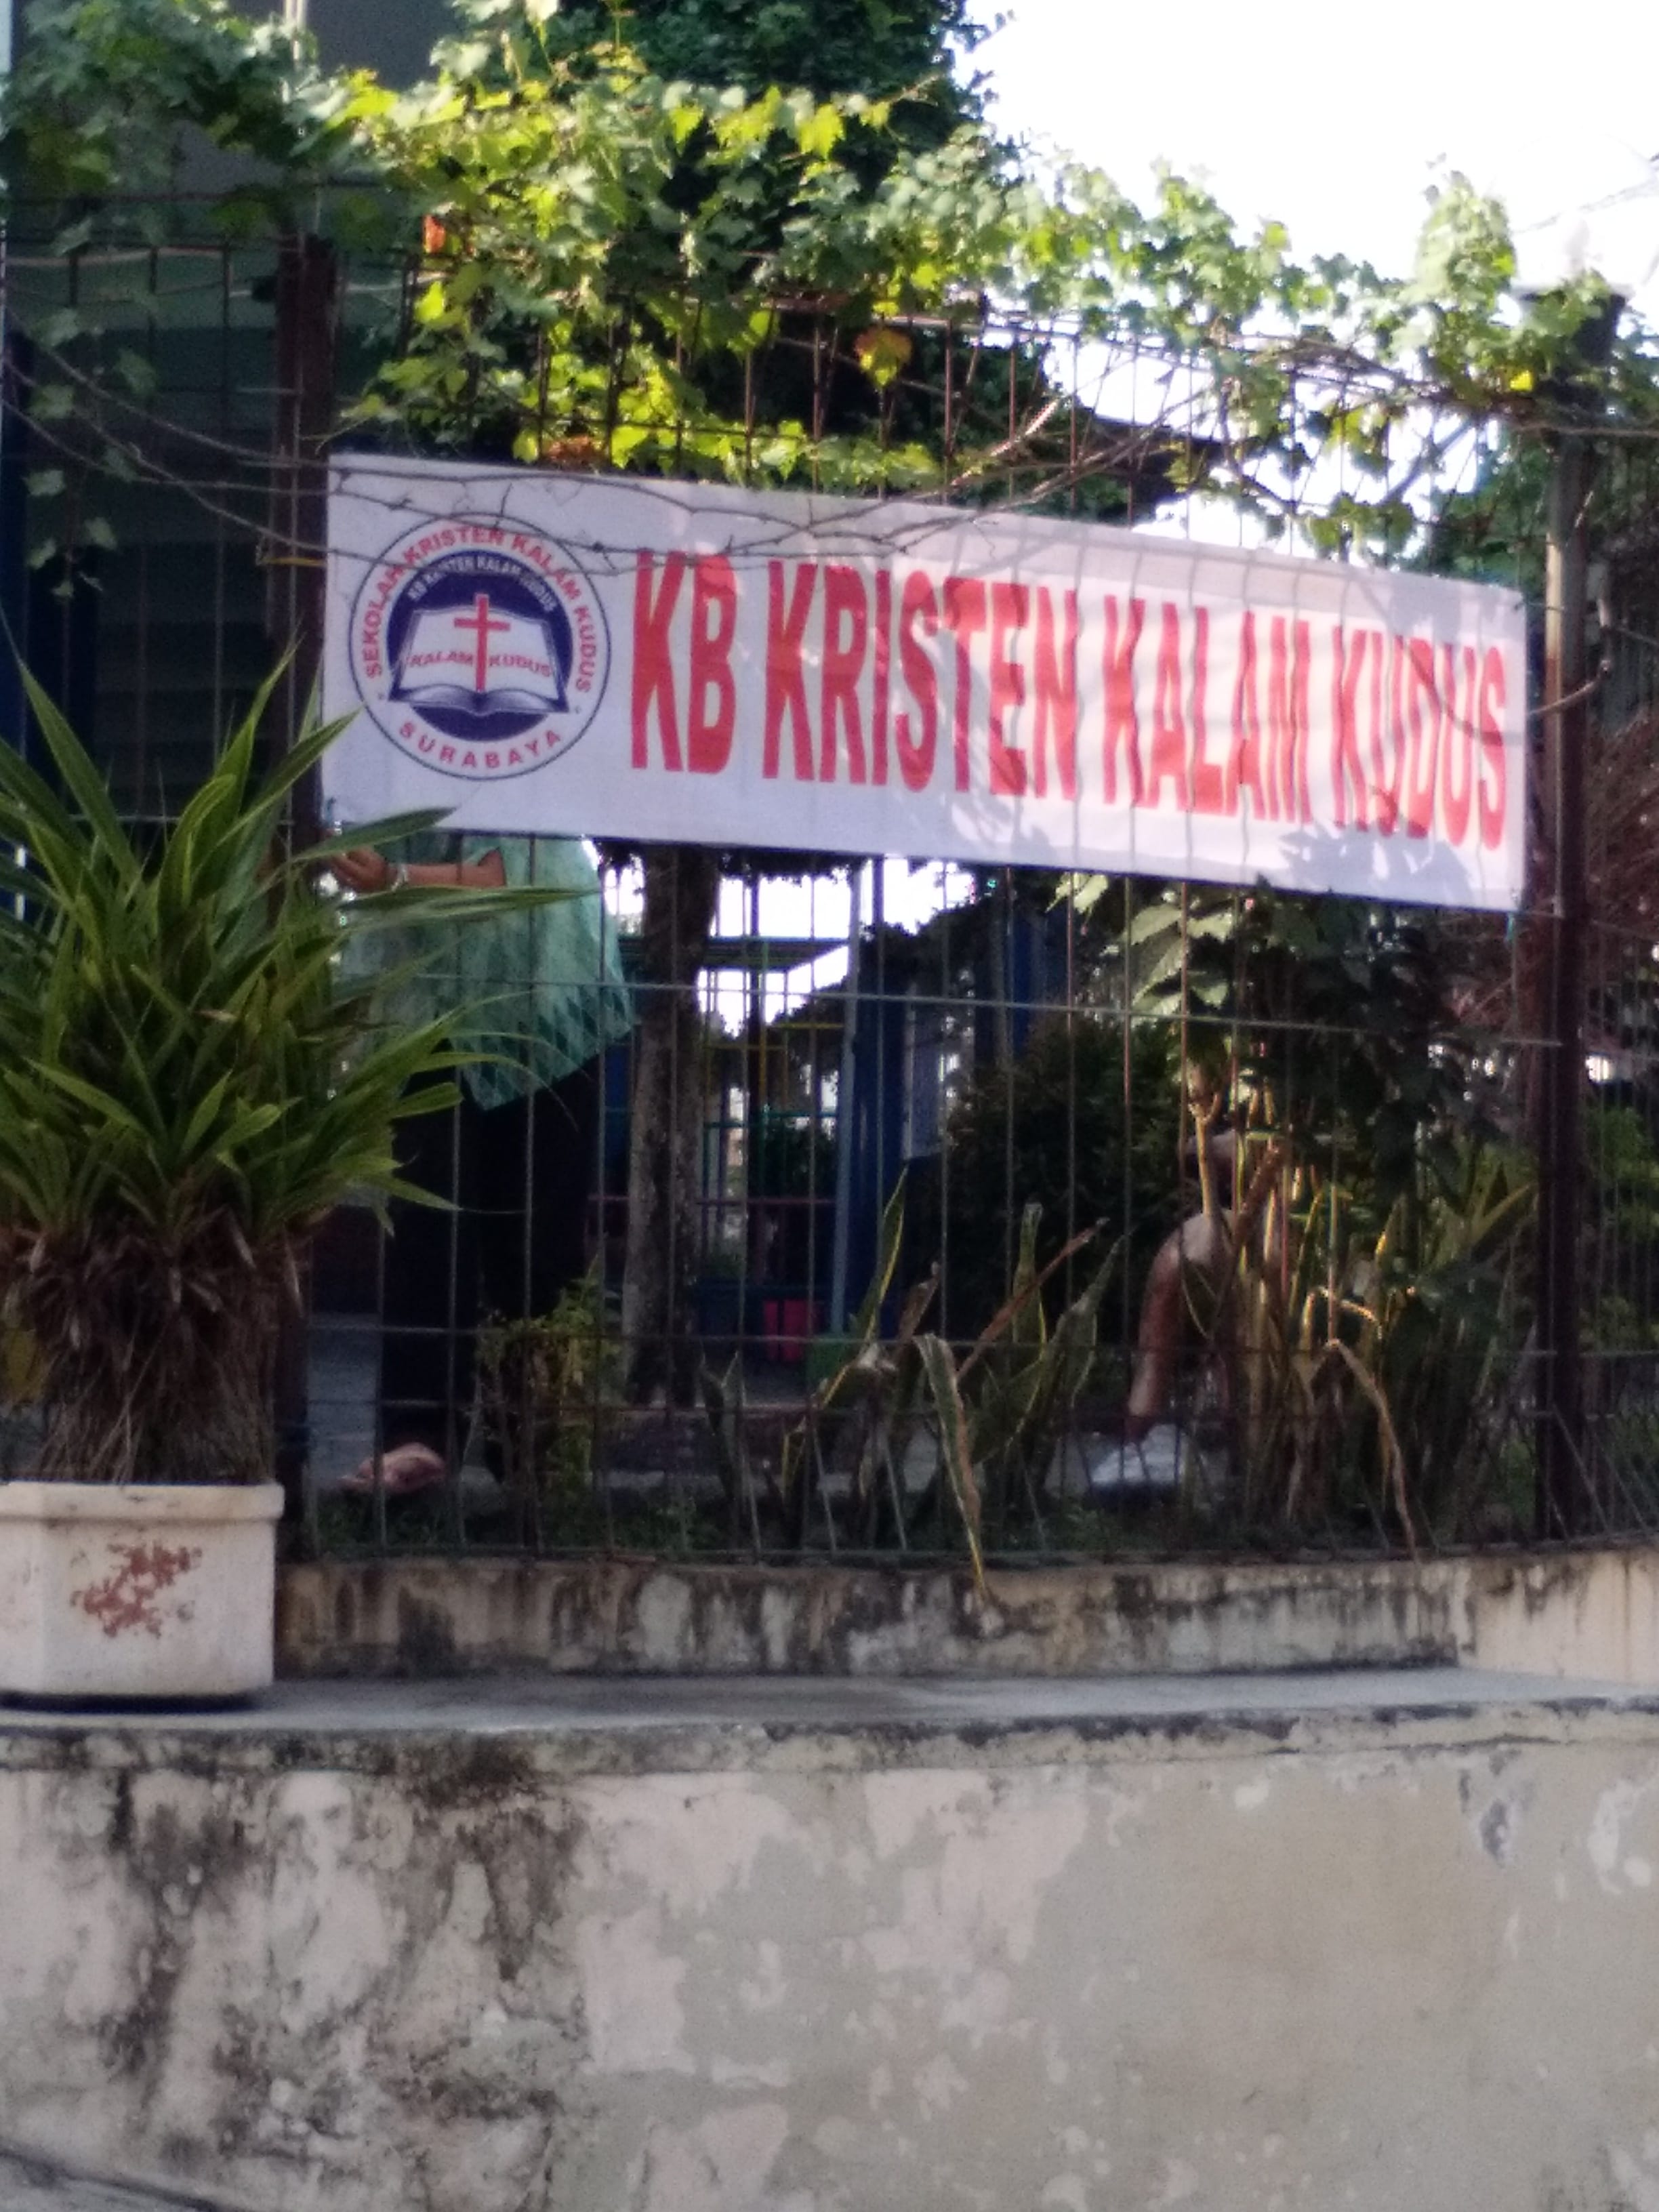 SEKOLAH KRISTEN KALAM KUDUS
KB KRISTEN KALAM KUDUS
KALAM KUDUS
SURABAYA
KB KRISTEN KALAM KUDUS